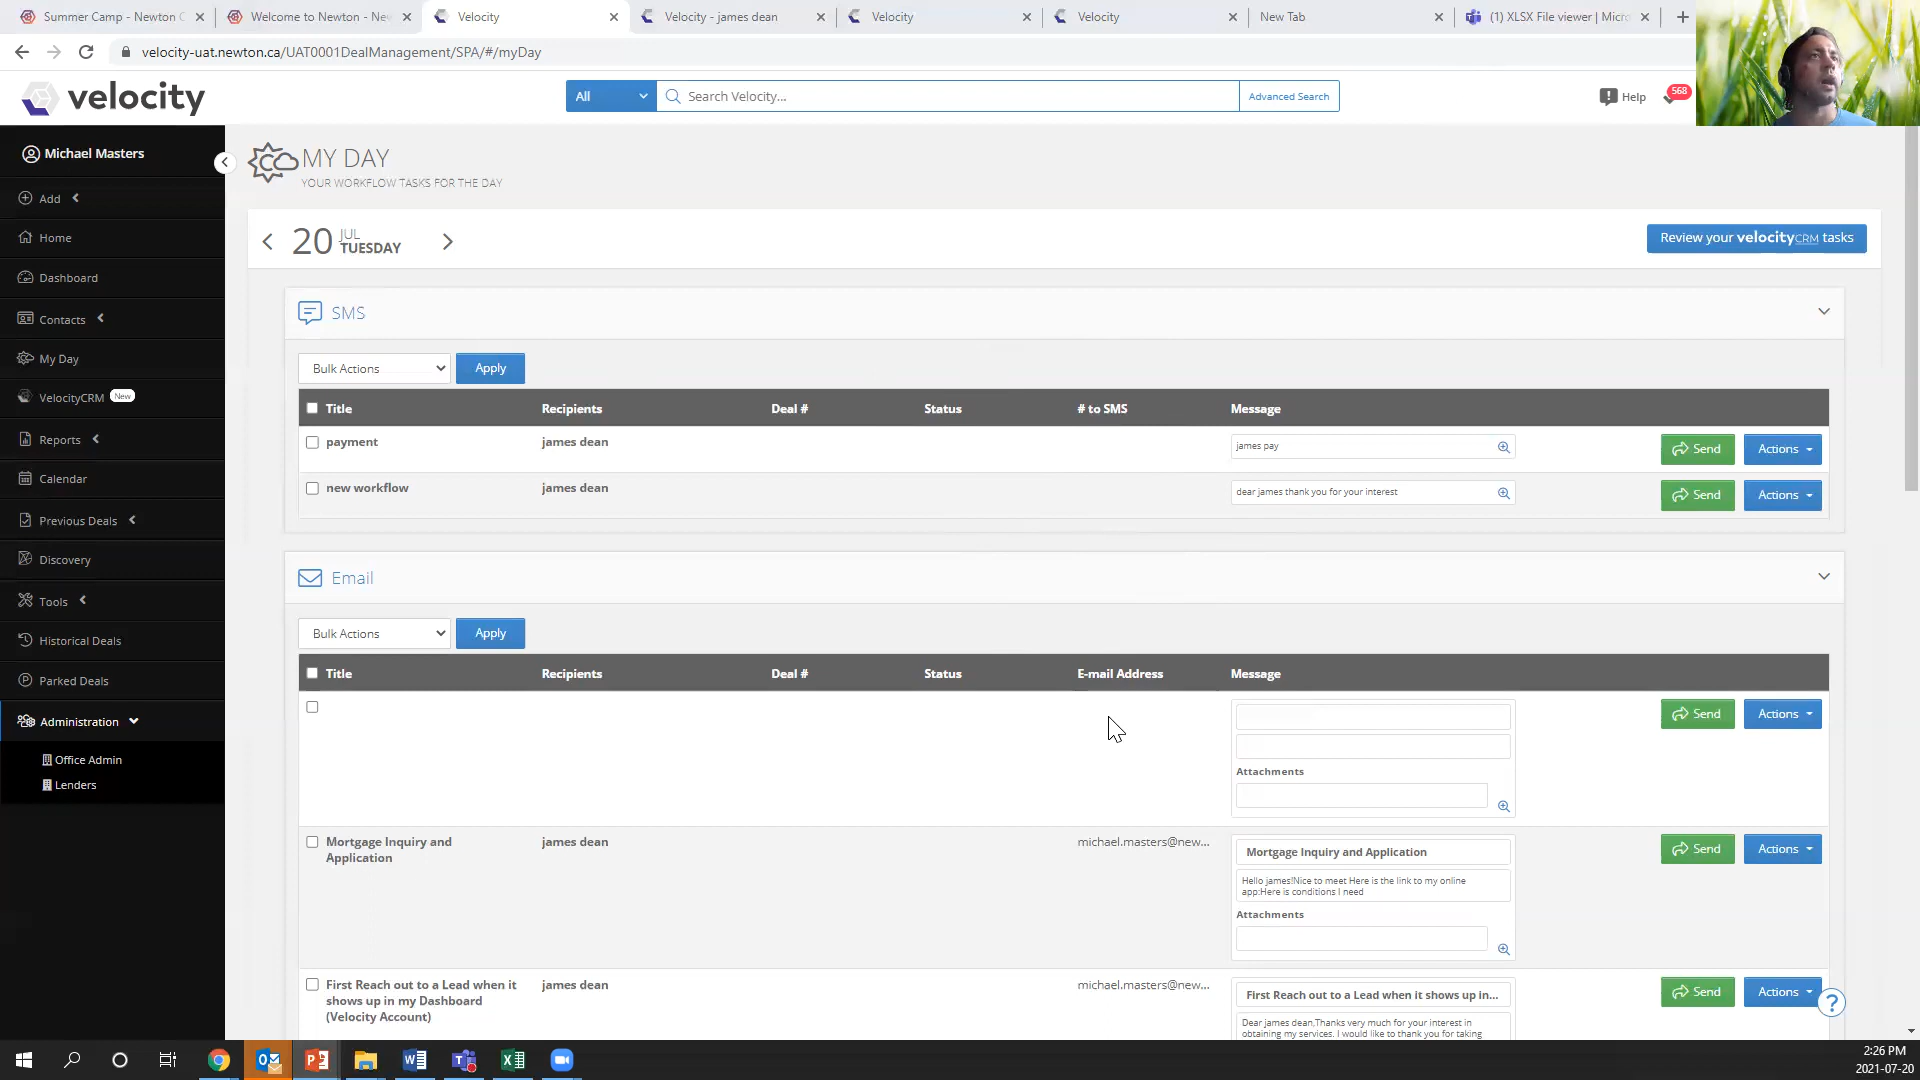 Summer Camp - Newton C
Welcome to Newton - New
Velocity
Velocity - james dean
Velocity
Velocity
New Tab
(1) XLSX File viewer | Micro
velocity-uat.newton.ca/UAT0001DealManagement/SPA/#/myDay
velocity
All
Search Velocity...
Advanced Search
Help
568
Michael Masters
Add
Home
Dashboard
Contacts
My Day
VelocityCRM New
Reports
Calendar
Previous Deals
Discovery
Tools
Historical Deals
Parked Deals
Administration
Office Admin
Lenders
MY DAY
YOUR WORKFLOW TASKS FOR THE DAY
20 JUL
TUESDAY
Review your velocityCRM tasks
SMS
Bulk Actions Apply
Title Recipients Deal # Status # to SMS Message
payment james dean james pay Send Actions
new workflow james dean dear james thank you for your interest Send Actions
Email
Bulk Actions Apply
Title Recipients Deal # Status E-mail Address Message
Send Actions
Attachments
Mortgage Inquiry and
Application
james dean
michael.masters@new...
Mortgage Inquiry and Application
Hello james!Nice to meet Here is the link to my online
app:Here is conditions I need
Attachments
Send Actions
First Reach out to a Lead when it
shows up in my Dashboard
(Velocity Account)
james dean
michael.masters@new...
First Reach out to a Lead when it shows up in...
Dear james dean,Thanks very much for your interest in
obtaining my services. I would like to thank you for taking
Send Actions
?
2:26 PM
2021-07-20